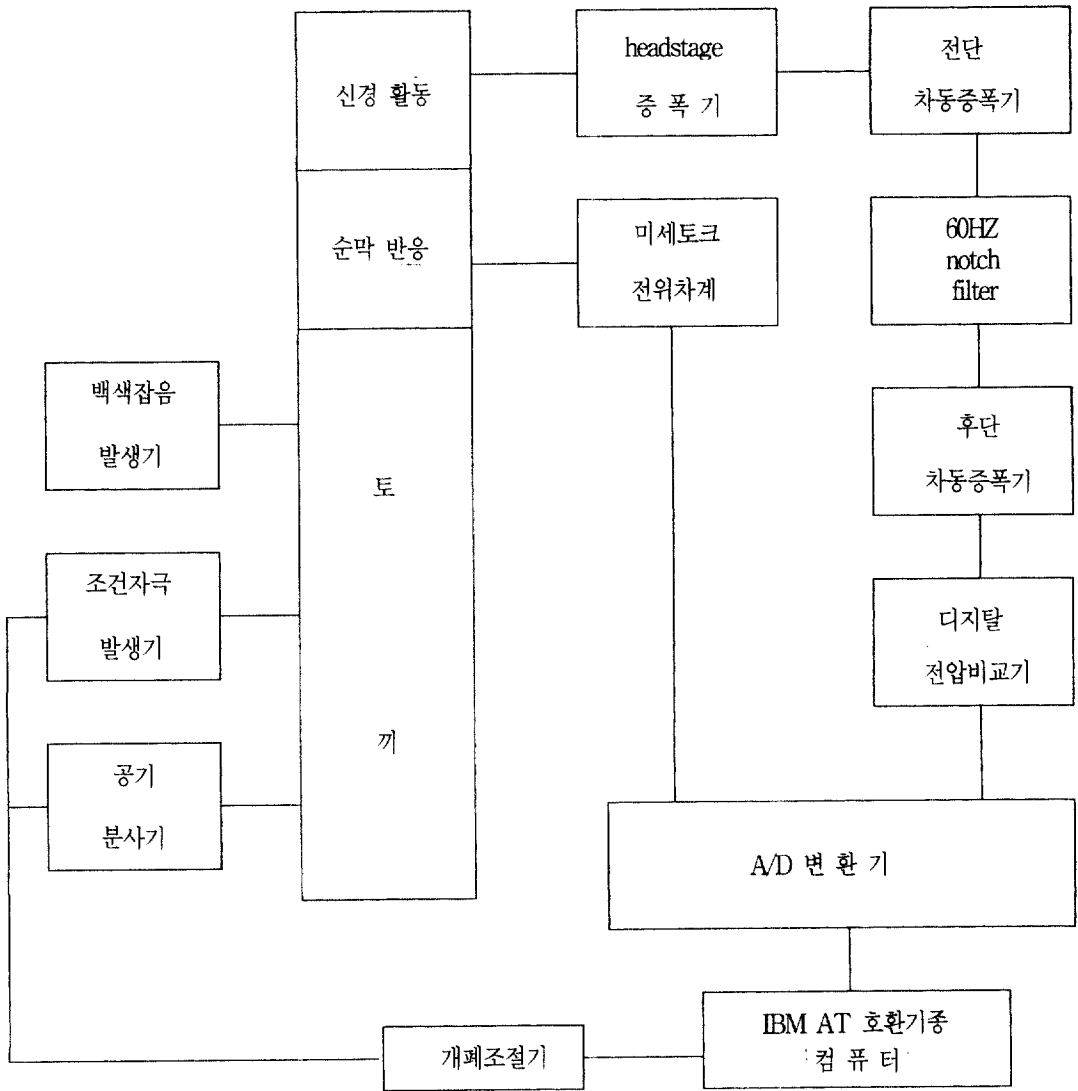 신경 활동
headstage
증 폭 기
전단
차동증폭기
순막 반응
미세토크
전위차계
60HZ
notch
filter
백색잡음
발생기
후단
차동증폭기
토
끼
조건자극
발생기
디지탈
전압비교기
공기
분사기
A/D 변 환 기
개폐조절기
IBM AT 호환기종
컴 퓨 터